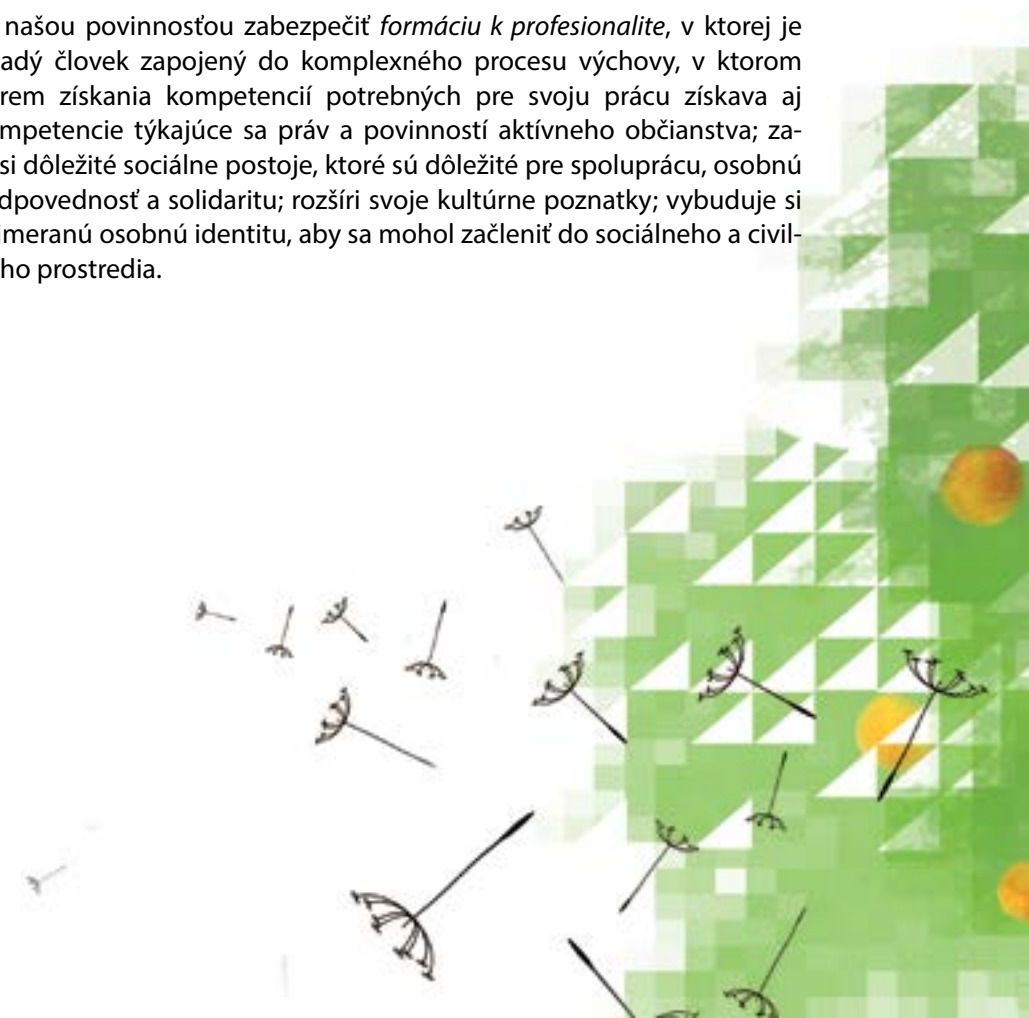 našou povinnosťou zabezpečiť formáciu k profesionalite, v ktorej je
adý človek zapojený do komplexného procesu výchovy, v ktorom
rem získania kompetencií potrebných pre svoju prácu získava aj
mpetencie týkajúce sa práv a povinností aktívneho občianstva; za-
si dôležité sociálne postoje, ktoré sú dôležité pre spoluprácu, osobnú
dpovednosť a solidaritu; rozšíri svoje kultúrne poznatky; vybuduje si
imeranú osobnú identitu, aby sa mohol začleniť do sociálneho a civil-
ho prostredia.